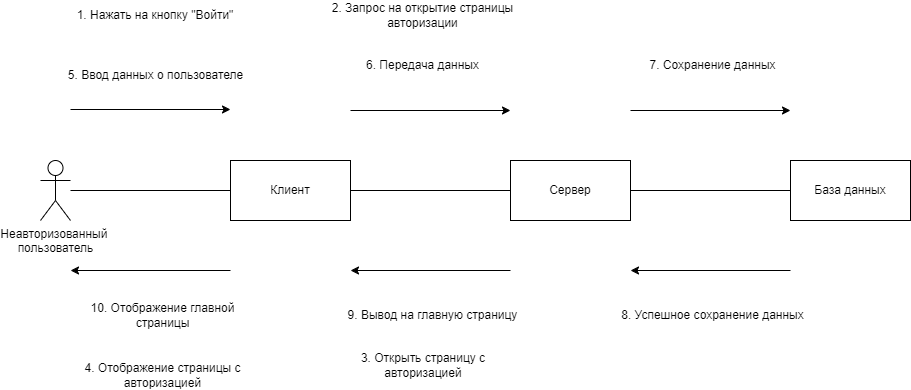 1. Нажать на кнопку "Войти"
2. Запрос на открытие страницы
авторизации
5. Ввод данных о пользователе
6. Передача данных
7. Сохранение данных
Клиент
Сервер
База данных
Неавторизованный
пользователь
10. Отображение главной
страницы
9. Вывод на главную страницу
8. Успешное сохранение данных
4. Отображение страницы с
авторизацией
3. Открыть страницу с
авторизацией